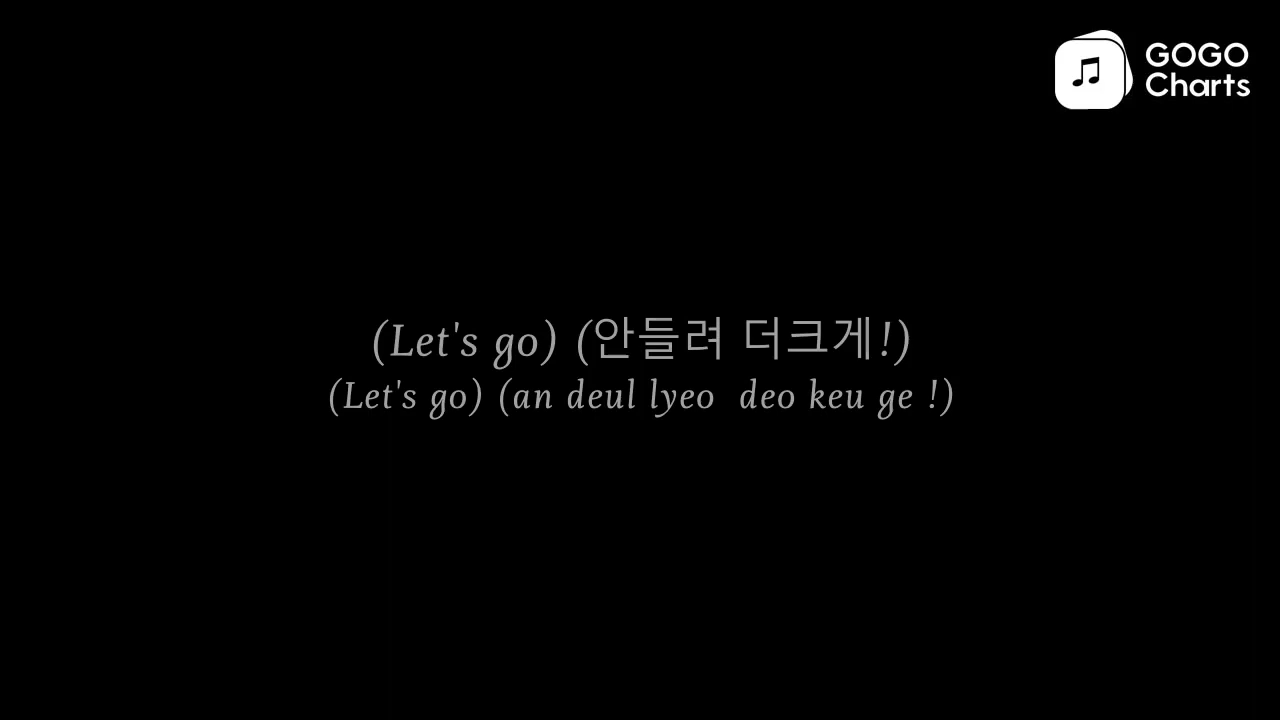 GOGO
Charts
(Let's go) (안들려 더크게!)
(Let's go) (an deul lyeo  deo keu ge !)